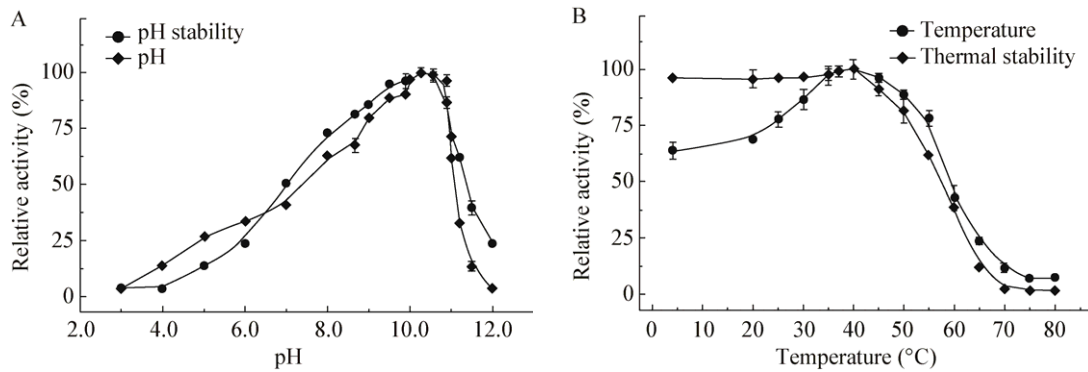 A
pH stability
pH
Relative activity (%)
100
75
50
25
0
2.0 4.0 6.0 8.0 10.0 12.0
pH
B
Temperature
Thermal stability
Relative activity (%)
100
75
50
25
0
0 10 20 30 40 50 60 70 80
Temperature (°C)